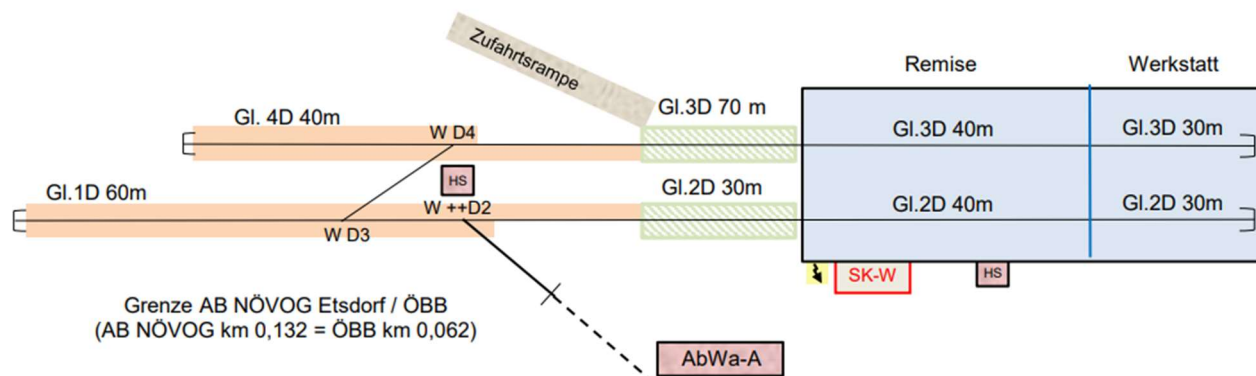 Zufahrtsrampe
Remise
Werkstatt
Gl. 4D 40m
W D4
Gl.3D 70 m
Gl.3D 40m
Gl.3D 30m
HS
Gl.1D 60m
W ++D2
Gl.2D 30m
Gl.2D 40m
Gl.2D 30m
W D3
SK-W
HS
Grenze AB NÖVOG Etsdorf / ÖBB
(AB NÖVOG km 0,132 = ÖBB km 0,062)
AbWa-A